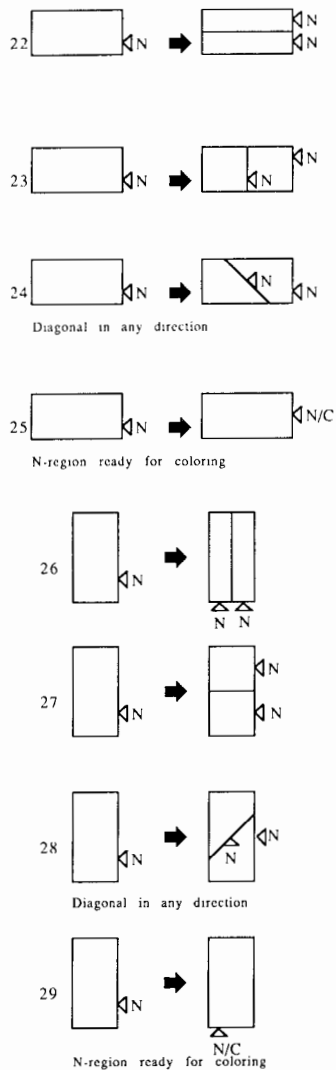 22 N N N
23 N N N
24 N N N
Diagonal in any direction
25 N N/C
N-region ready for coloring
26 N N N
27 N N N
28 N N N
Diagonal in any direction
29 N N/C
N-region ready for coloring